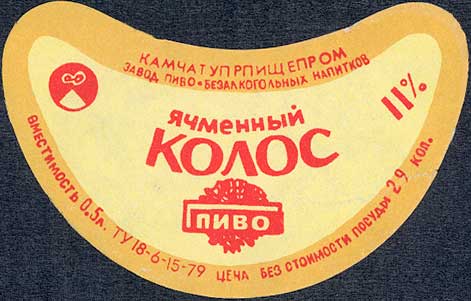 КАМЧАТУПРПИЩЕПРОМ
ЗАВОД ПИВО•БЕЗАЛКОГОЛЬНЫХ НАПИТКОВ
11%
ЯЧМЕННЫЙ
КОЛОС
ПИВО
ВМЕСТИМОСТЬ 0.5л. ТУ 18-6-15-79 ЦЕНА БЕЗ СТОИМОСТИ ПОСУДЫ 29 КОП.